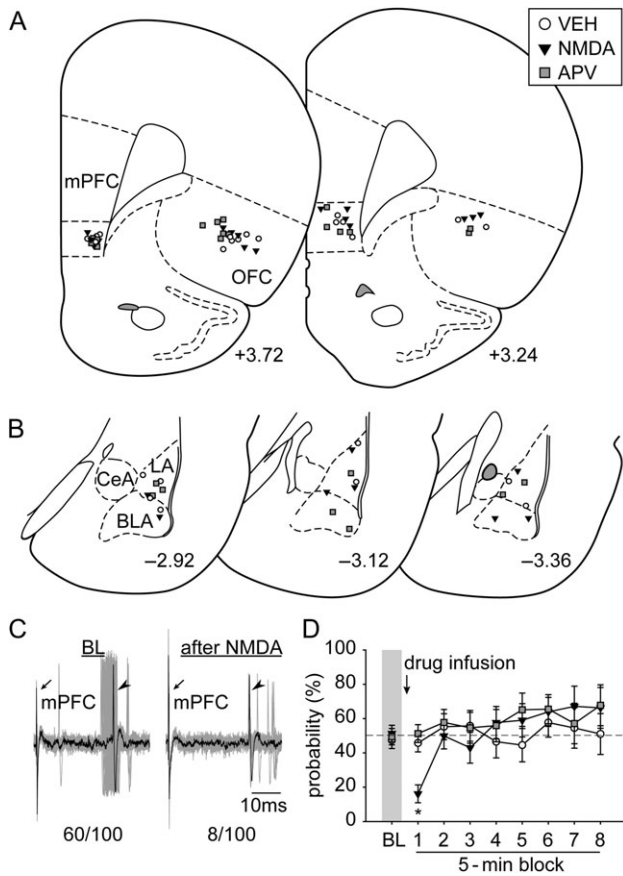 A
VEH
NMDA
APV
mPFC
OFC
+3.72
+3.24
B
CeA
LA
BLA
–2.92
–3.12
–3.36
C
BL
after NMDA
mPFC
mPFC
10ms
60/100
8/100
D
drug infusion
probability (%)
100
80
60
40
20
0
*
BL 1 2 3 4 5 6 7 8
5-min block